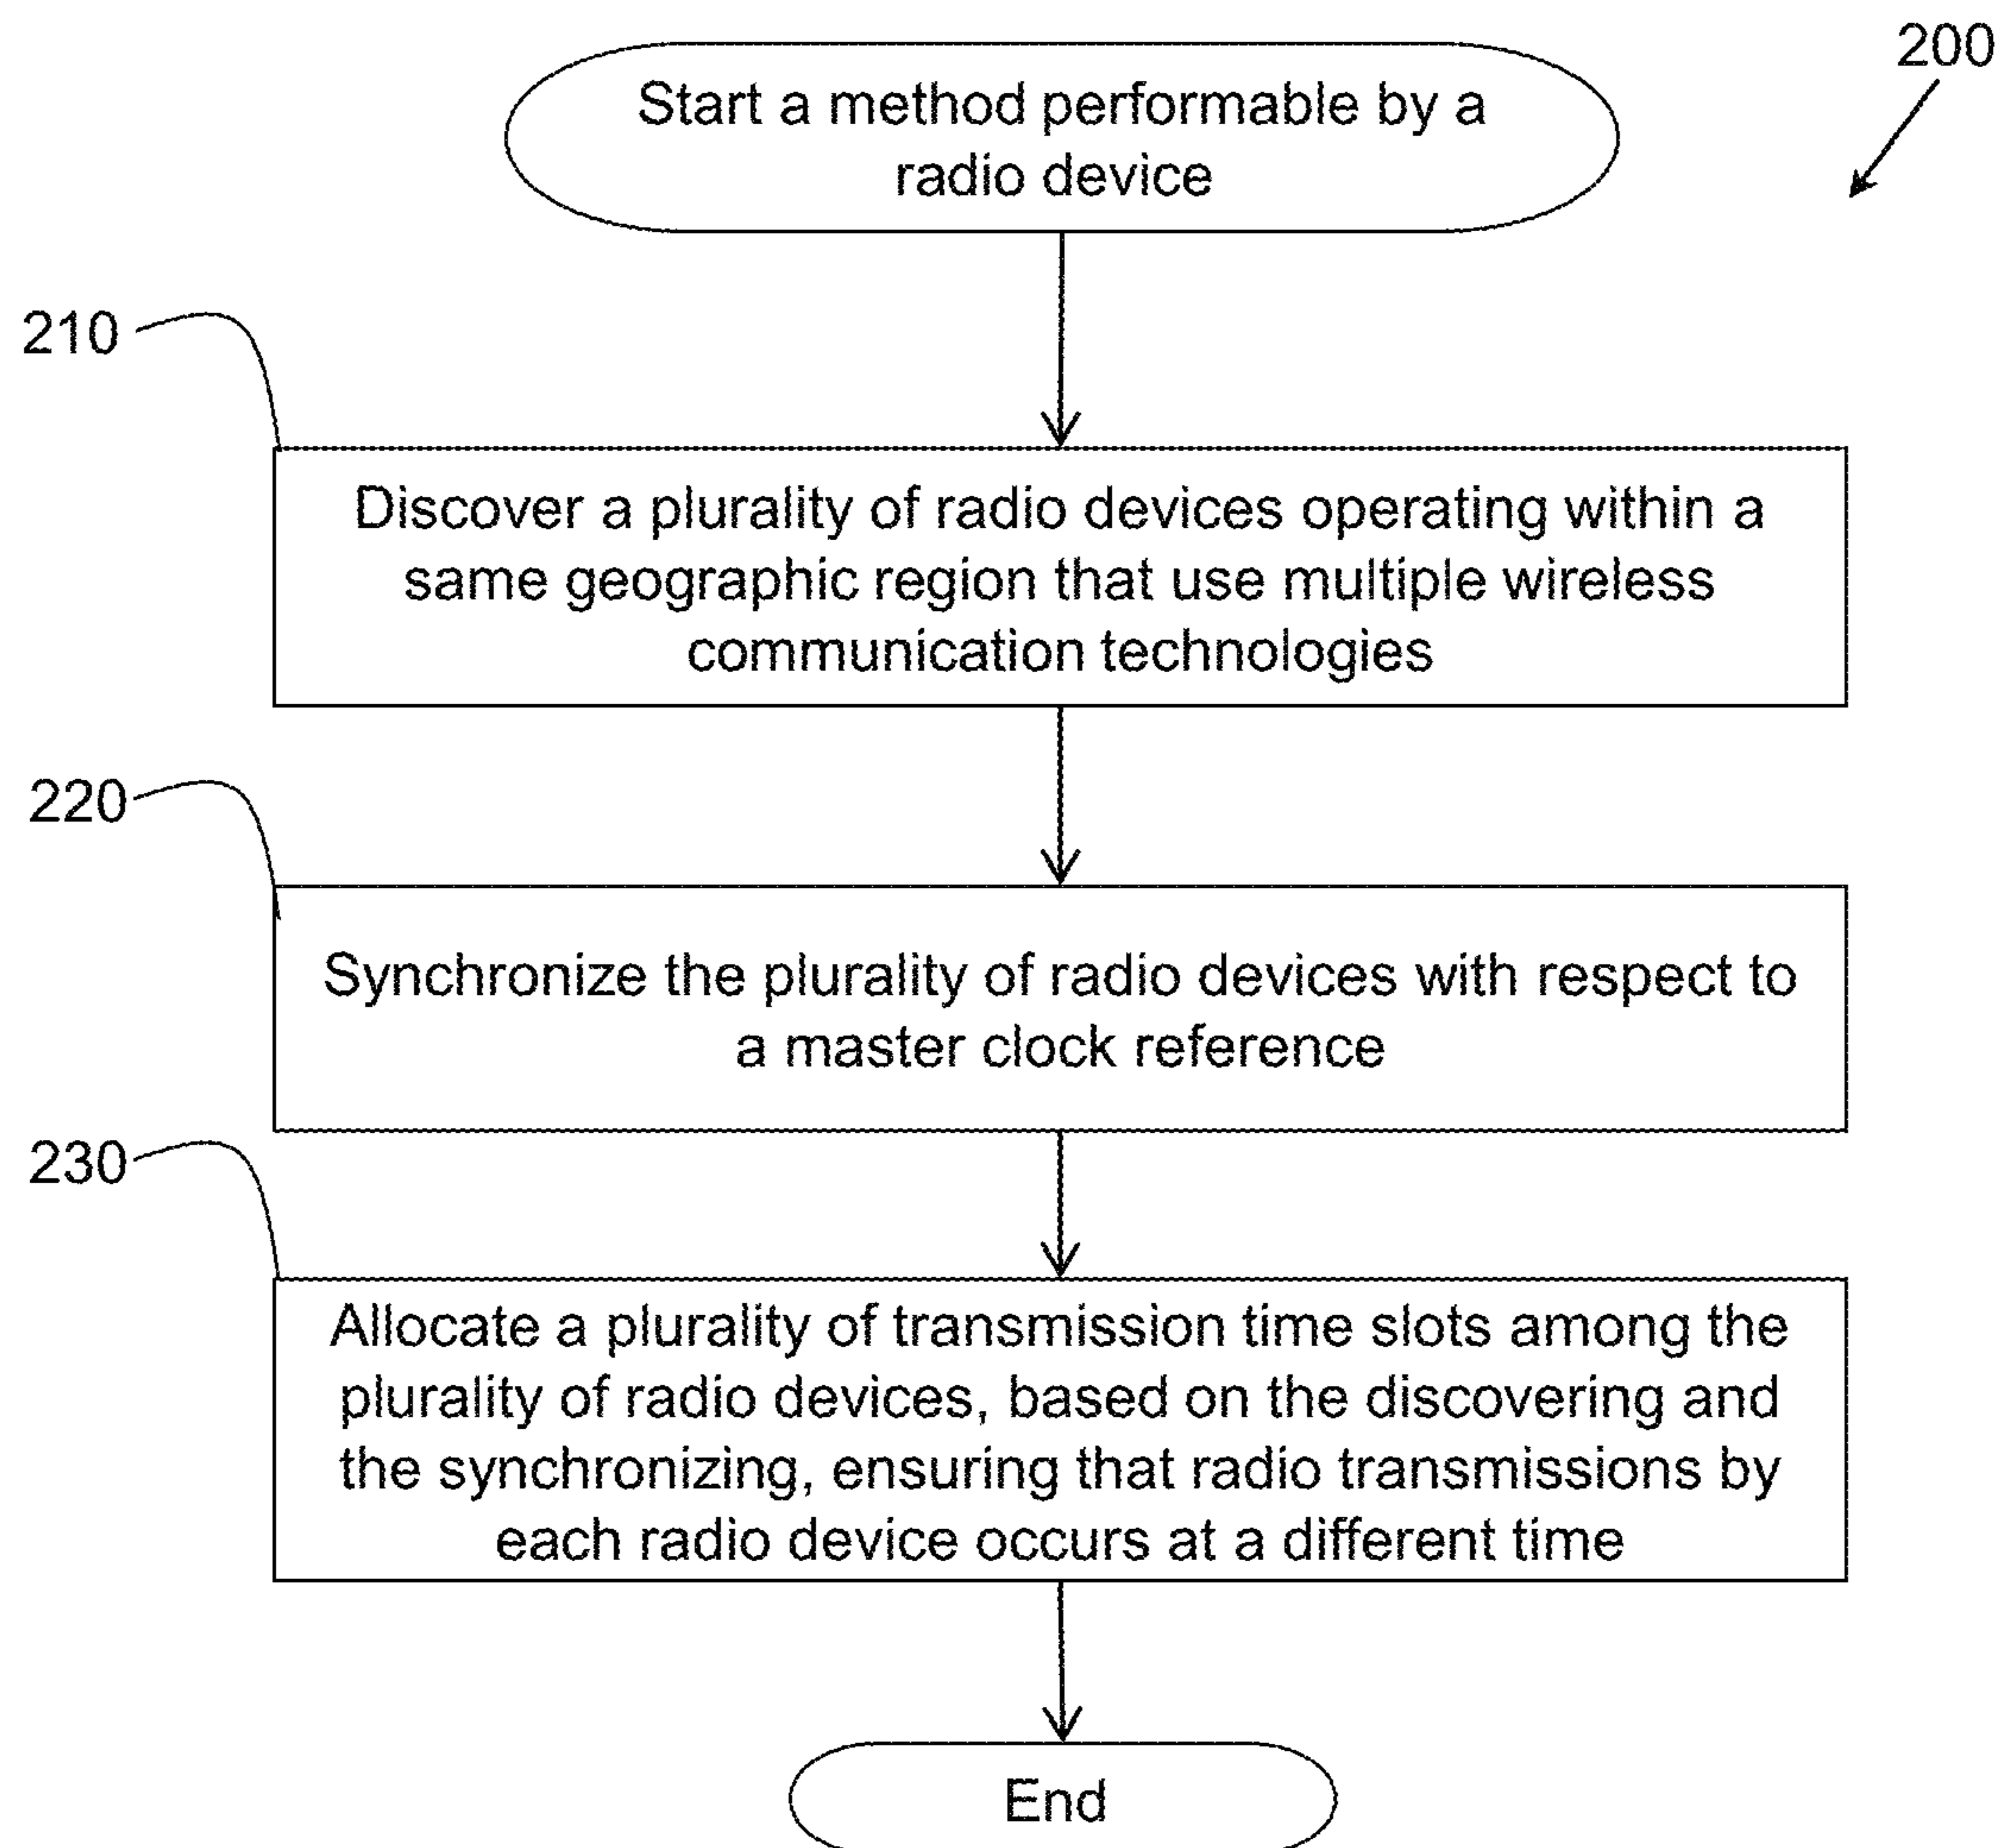 200
Start a method performable by a
radio device
210
Discover a plurality of radio devices operating within a
same geographic region that use multiple wireless
communication technologies
220
Synchronize the plurality of radio devices with respect to
a master clock reference
230
Allocate a plurality of transmission time slots among the
plurality of radio devices, based on the discovering and
the synchronizing, ensuring that radio transmissions by
each radio device occurs at a different time
End